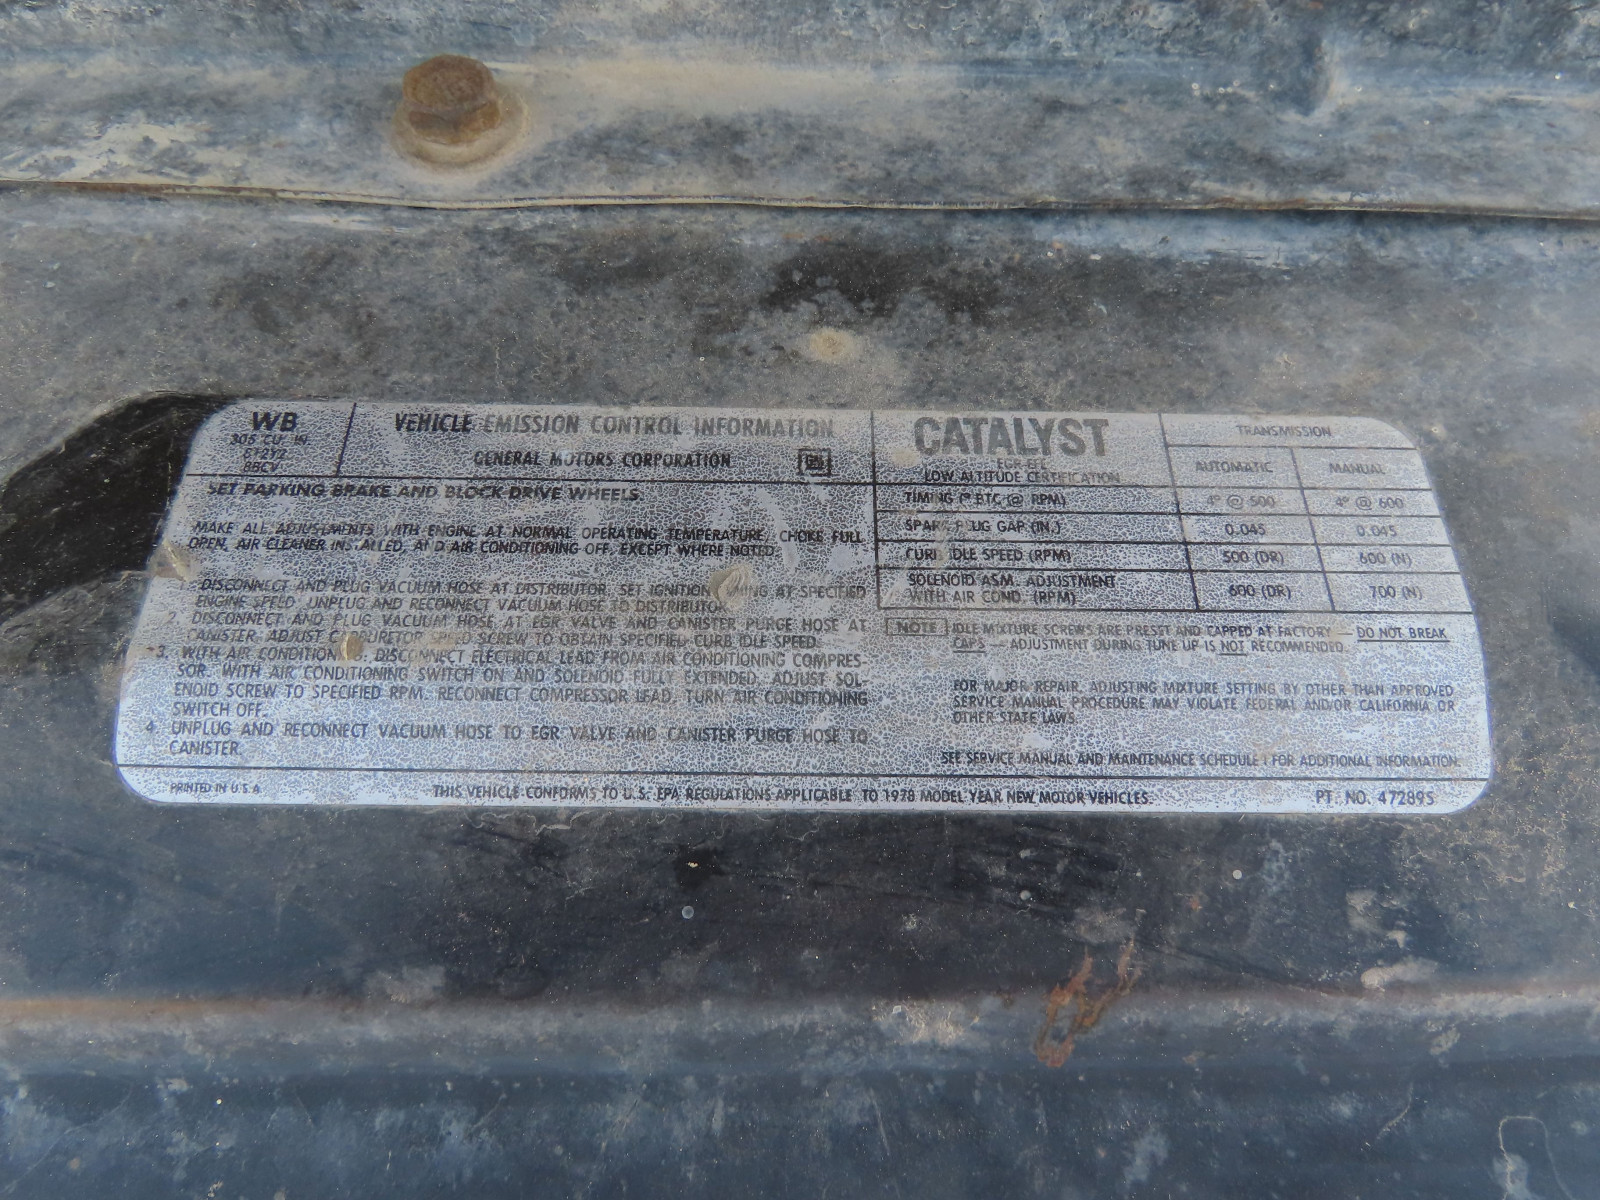 WB
305 CU. IN.
8T2Y2
8BCV
VEHICLE EMISSION CONTROL INFORMATION
GENERAL MOTORS CORPORATION GM
CATALYST
EGR-EFE
LOW ALTITUDE CERTIFICATION
TRANSMISSION
AUTOMATIC MANUAL
TIMING (° BTC @ RPM) 4° @ 500 4° @ 600
SPARK PLUG GAP (IN.) 0.045 0.045
CURB IDLE SPEED (RPM) 500 (DR) 600 (N)
SOLENOID ASM. ADJUSTMENT
WITH AIR COND. (RPM) 600 (DR) 700 (N)
SET PARKING BRAKE AND BLOCK DRIVE WHEELS.
MAKE ALL ADJUSTMENTS WITH ENGINE AT NORMAL OPERATING TEMPERATURE, CHOKE FULL
OPEN, AIR CLEANER INSTALLED, AND AIR CONDITIONING OFF, EXCEPT WHERE NOTED.
1. DISCONNECT AND PLUG VACUUM HOSE AT DISTRIBUTOR. SET IGNITION TIMING AT SPECIFIED
ENGINE SPEED. UNPLUG AND RECONNECT VACUUM HOSE TO DISTRIBUTOR.
2. DISCONNECT AND PLUG VACUUM HOSE AT EGR VALVE AND CANISTER PURGE HOSE AT
CANISTER. ADJUST CARBURETOR SPEED SCREW TO OBTAIN SPECIFIED CURB IDLE SPEED.
3. WITH AIR CONDITIONING: DISCONNECT ELECTRICAL LEAD FROM AIR CONDITIONING COMPRES-
SOR. WITH AIR CONDITIONING SWITCH ON AND SOLENOID FULLY EXTENDED, ADJUST SOL-
ENOID SCREW TO SPECIFIED RPM. RECONNECT COMPRESSOR LEAD. TURN AIR CONDITIONING
SWITCH OFF.
4. UNPLUG AND RECONNECT VACUUM HOSE TO EGR VALVE AND CANISTER PURGE HOSE TO
CANISTER.
NOTE IDLE MIXTURE SCREWS ARE PRESET AND CAPPED AT FACTORY — DO NOT BREAK
CAPS — ADJUSTMENT DURING TUNE UP IS NOT RECOMMENDED.
FOR MAJOR REPAIR, ADJUSTING MIXTURE SETTING BY OTHER THAN APPROVED
SERVICE MANUAL PROCEDURE MAY VIOLATE FEDERAL AND/OR CALIFORNIA OR
OTHER STATE LAWS.
SEE SERVICE MANUAL AND MAINTENANCE SCHEDULE I FOR ADDITIONAL INFORMATION.
PRINTED IN U.S.A. THIS VEHICLE CONFORMS TO U.S. EPA REGULATIONS APPLICABLE TO 1978 MODEL YEAR NEW MOTOR VEHICLES. PT. NO. 472895